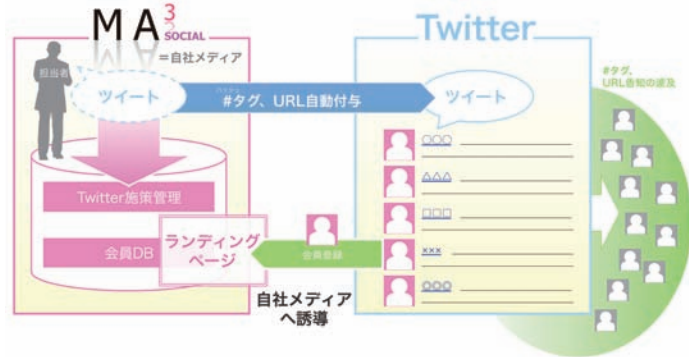 MA3
SOCIAL
=自社メディア
担当者
ツイート
#タグ、URL自動付与
Twitter
ツイート
#タグ、
URL告知の波及
○○○
△△△
□□□
×××
○○○
Twitter施策管理
会員DB
ランディング
ページ
会員登録
自社メディア
へ誘導